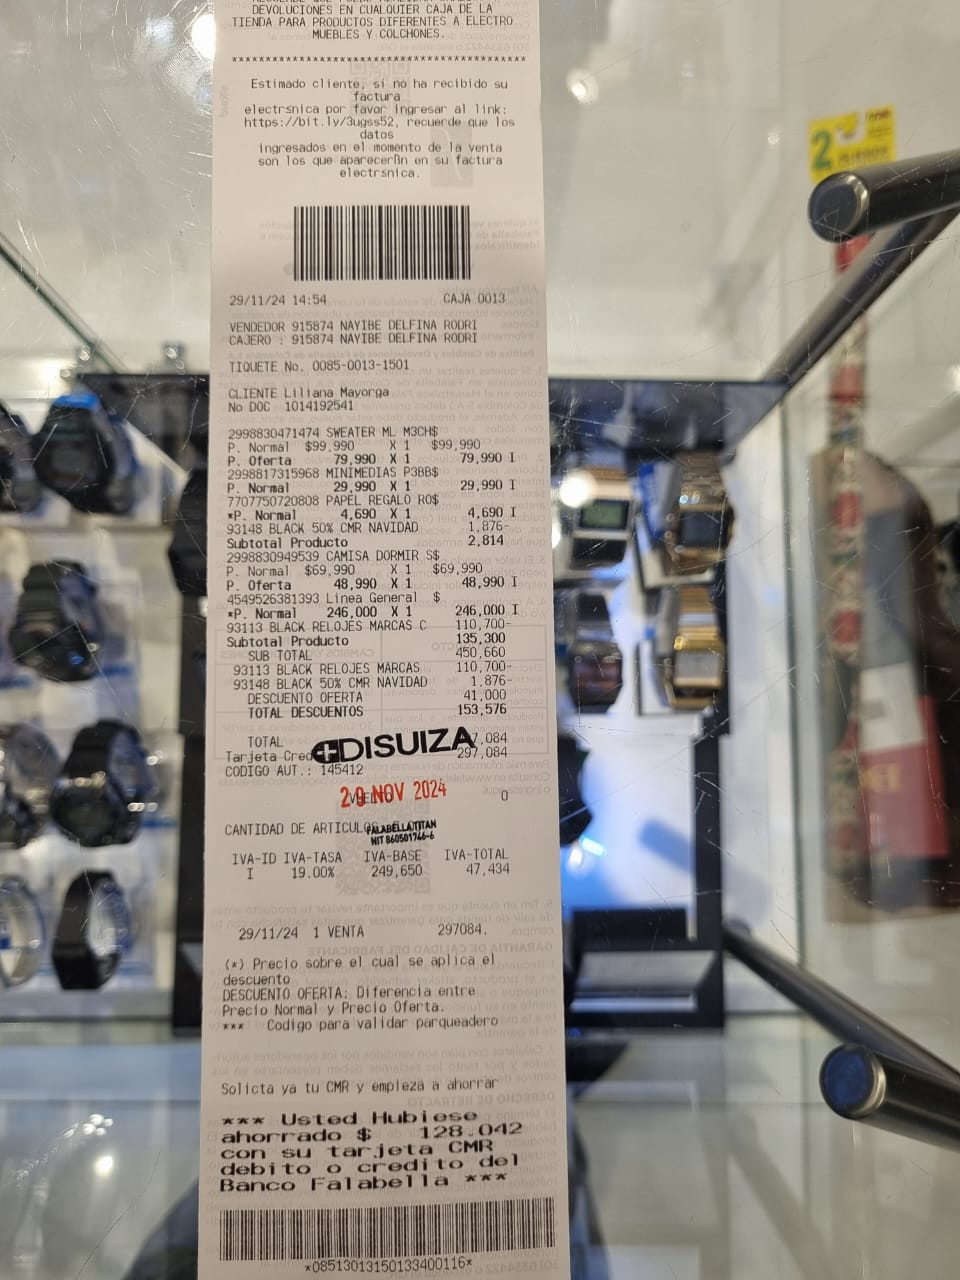 DEVOLUCIONES EN CUALQUIER CAJA DE LA
TIENDA PARA PRODUCTOS DIFERENTES A ELECTRO
MUEBLES Y COLCHONES.
*******************************************
Estimado cliente, si no ha recibido su
factura
electrsnica por favor ingresar al link:
https://bit.ly/3ugss52, recuerde que los
datos
ingresados en el momento de la venta
son los que aparecerßn en su factura
electrsnica.
29/11/24 14:54 CAJA 0013
VENDEDOR 915874 NAYIBE DELFINA RODRI
CAJERO : 915874 NAYIBE DELFINA RODRI
TIQUETE No. 0085-0013-1501
CLIENTE Liliana Mayorga
No DOC 1014192541
2998830471474 SWEATER ML M3CH$
P. Normal $99,990 X 1 $99,990
P. Oferta 79,990 X 1 79,990 I
2998817315968 MINIMEDIAS P3BB$
P. Normal 29,990 X 1 29,990 I
7707750720808 PAPEL REGALO RO$
*P. Normal 4,690 X 1 4,690 I
93148 BLACK 50% CMR NAVIDAD 1,876-
Subtotal Producto 2,814
2998830949539 CAMISA DORMIR S$
P. Normal $69,990 X 1 $69,990
P. Oferta 48,990 X 1 48,990 I
4549526381393 Linea General $
*P. Normal 246,000 X 1 246,000 I
93113 BLACK RELOJES MARCAS C 110,700-
Subtotal Producto 135,300
SUB TOTAL 450,660
93113 BLACK RELOJES MARCAS 110,700-
93148 BLACK 50% CMR NAVIDAD 1,876-
DESCUENTO OFERTA 41,000
TOTAL DESCUENTOS 153,576
TOTAL 7,084
Tarjeta Cred 297,084
DISUIZA
CODIGO AUT.: 145412
VUELTO 0
29 NOV 2024
CANTIDAD DE ARTICULOS
FALABELLA TITAN
NIT 860501746-6
IVA-ID IVA-TASA IVA-BASE IVA-TOTAL
I 19.00% 249,650 47,434
29/11/24 1 VENTA 297084.
(*) Precio sobre el cual se aplica el
descuento
DESCUENTO OFERTA: Diferencia entre
Precio Normal y Precio Oferta.
*** Codigo para validar parqueadero
Solicta ya tu CMR y empieza a ahorrar
*** Usted Hubiese
ahorrado $ 128.042
con su tarjeta CMR
debito o credito del
Banco Falabella ***
*08513013150133400116*
2